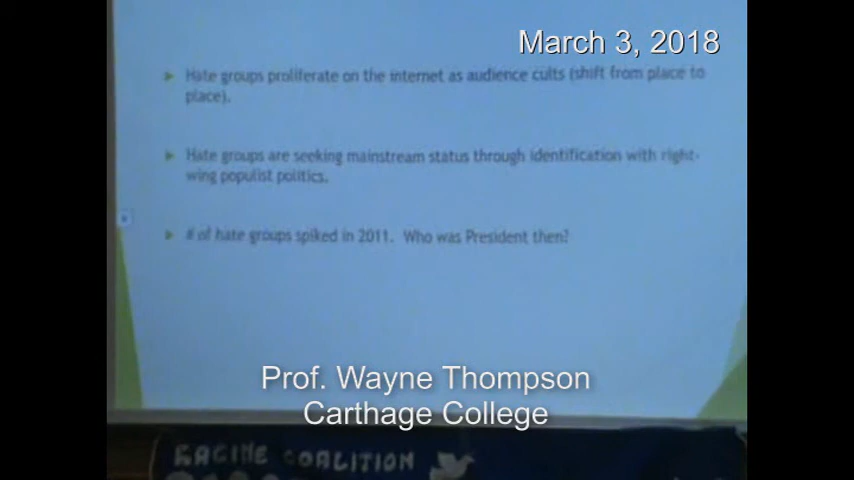 March 3, 2018
Hate groups proliferate on the internet as audience cults (shift from place to
place).
Hate groups are seeking mainstream status through identification with right-
wing populist politics.
# of hate groups spiked in 2011. Who was President then?
Prof. Wayne Thompson
Carthage College
RACINE COALITION